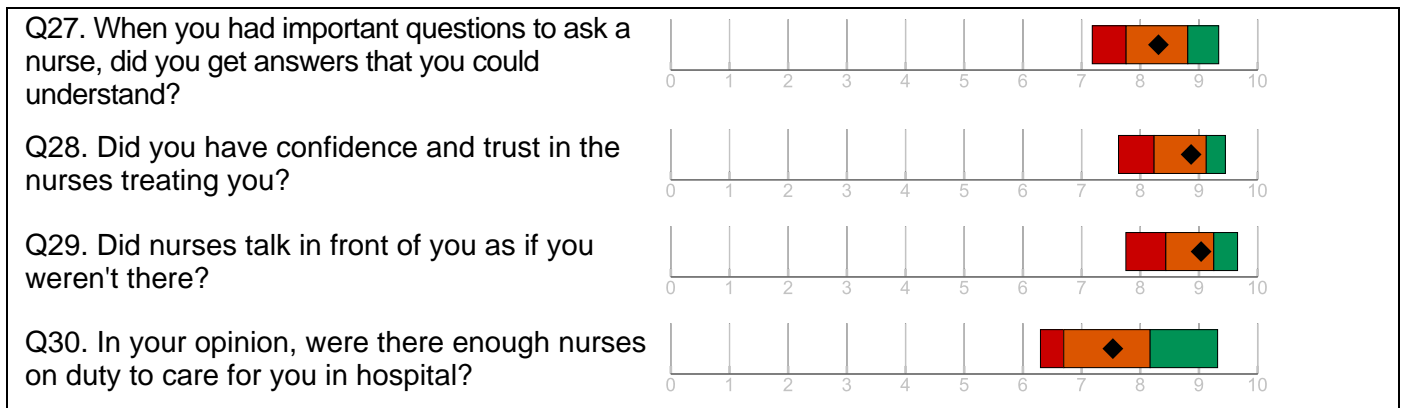 Q27. When you had important questions to ask a
nurse, did you get answers that you could
understand?
0 1 2 3 4 5 6 7 8 9 10
Q28. Did you have confidence and trust in the
nurses treating you?
0 1 2 3 4 5 6 7 8 9 10
Q29. Did nurses talk in front of you as if you
weren't there?
0 1 2 3 4 5 6 7 8 9 10
Q30. In your opinion, were there enough nurses
on duty to care for you in hospital?
0 1 2 3 4 5 6 7 8 9 10